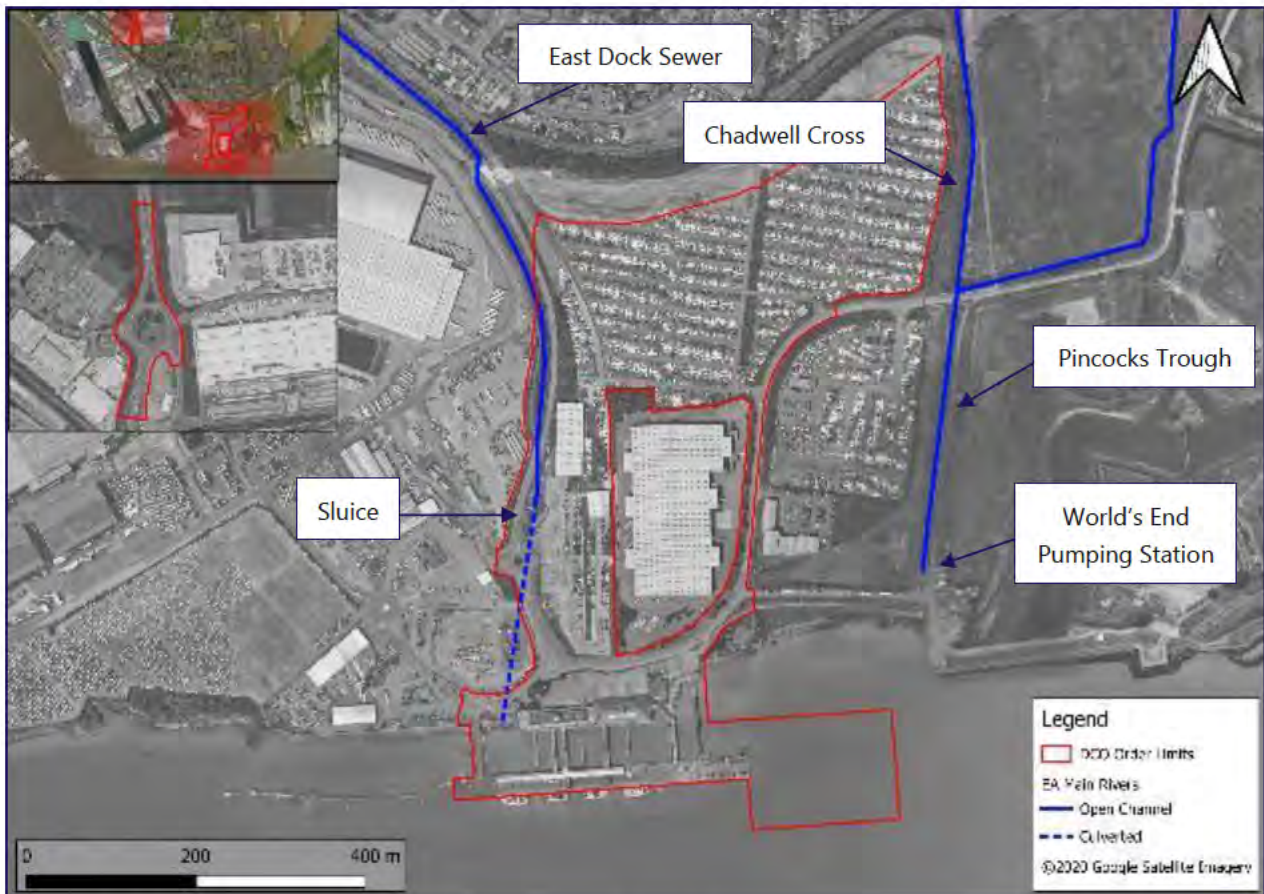 East Dock Sewer
Chadwell Cross
Pincocks Trough
Sluice
World's End
Pumping Station
Legend
DCO Order Limits
EA Main Rivers
Open Channel
Culverted
©2020 Google Satellite Imagery
0 200 400 m